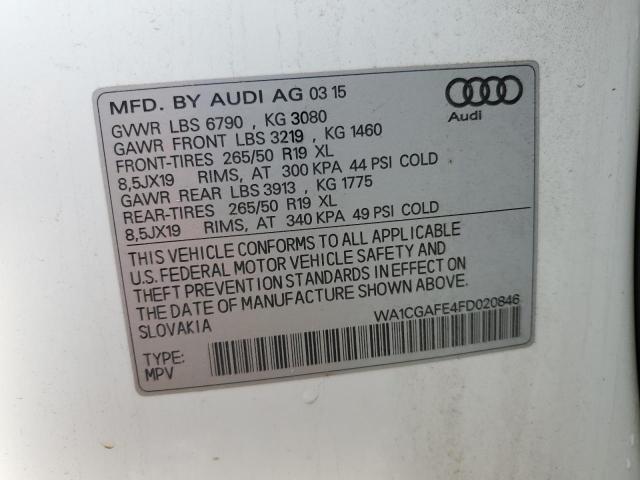 MFD. BY AUDI AG 03 15
Audi
GVWR LBS 6790 , KG 3080
GAWR FRONT LBS 3219 , KG 1460
FRONT-TIRES 265/50 R19 XL
8,5JX19 RIMS, AT 300 KPA 44 PSI COLD
GAWR REAR LBS 3913 , KG 1775
REAR-TIRES 265/50 R19 XL
8,5JX19 RIMS, AT 340 KPA 49 PSI COLD
THIS VEHICLE CONFORMS TO ALL APPLICABLE
U.S. FEDERAL MOTOR VEHICLE SAFETY AND
THEFT PREVENTION STANDARDS IN EFFECT ON
THE DATE OF MANUFACTURE SHOWN ABOVE.
SLOVAKIA
WA1CGAFE4FD020846
TYPE:
MPV